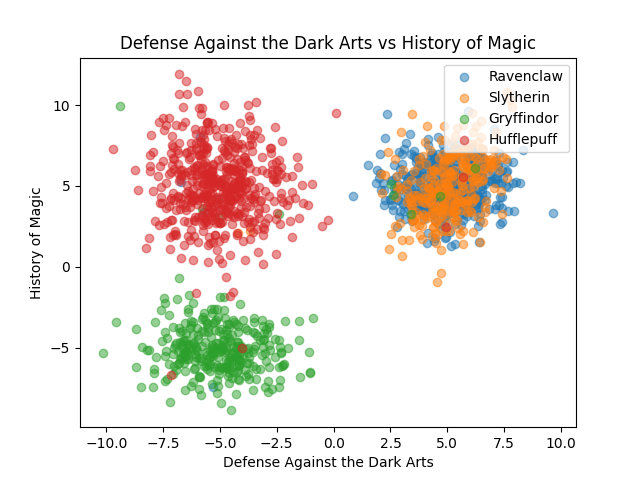 Defense Against the Dark Arts vs History of Magic
Ravenclaw
Slytherin
Gryffindor
Hufflepuff
History of Magic
10
5
0
−5
−10.0 −7.5 −5.0 −2.5 0.0 2.5 5.0 7.5 10.0
Defense Against the Dark Arts